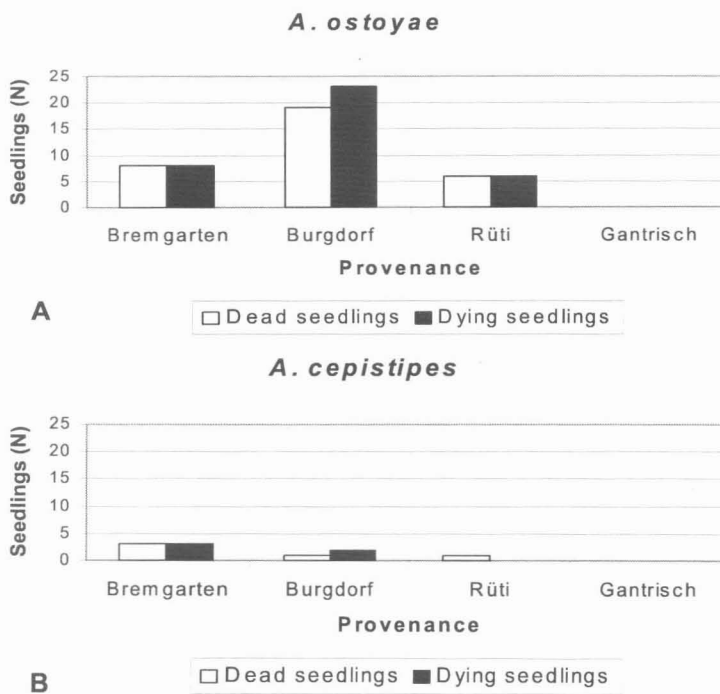 A. ostoyae
Seedlings (N)
25
20
15
10
5
0
Bremgarten Burgdorf Rüti Gantrisch
Provenance
A
Dead seedlings Dying seedlings
A. cepistipes
Seedlings (N)
25
20
15
10
5
0
Bremgarten Burgdorf Rüti Gantrisch
Provenance
B
Dead seedlings Dying seedlings